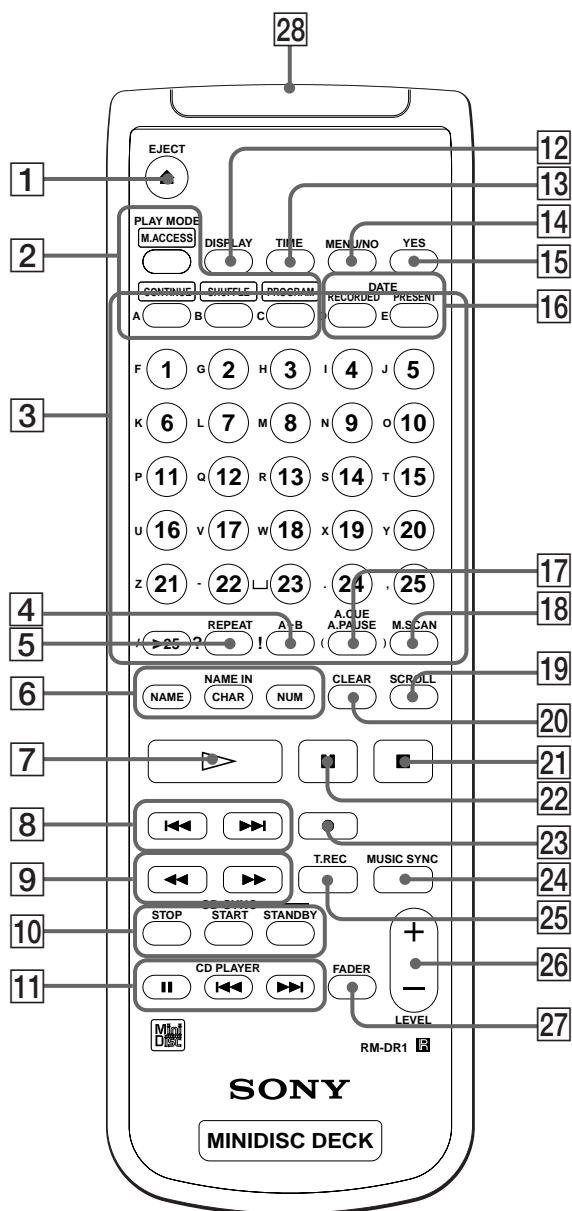 28
EJECT
1
12
13
PLAY MODE
M.ACCESS
DISPLAY
TIME
MENU/NO
YES
14
2
15
DATE
CONTINUE
SHUFFLE
PROGRAM
RECORDED
PRESENT
16
A
B
C
D
E
3
F 1 G 2 H 3 I 4 J 5
K 6 L 7 M 8 N 9 O 10
P 11 Q 12 R 13 S 14 T 15
U 16 V 17 W 18 X 19 Y 20
Z 21 - 22 ␣ 23 . 24 , 25
17
4
18
REPEAT
A-B
A.CUE
A.PAUSE
M.SCAN
5
/ >25 ? ! ( )
19
6
NAME IN
NAME
CHAR
NUM
CLEAR
SCROLL
20
7
21
22
8
23
9
T.REC
MUSIC SYNC
24
25
CD-SYNC
10
STOP
START
STANDBY
+
26
11
CD PLAYER
FADER
–
27
LEVEL
Mini
Disc
RM-DR1 R
SONY
MINIDISC DECK